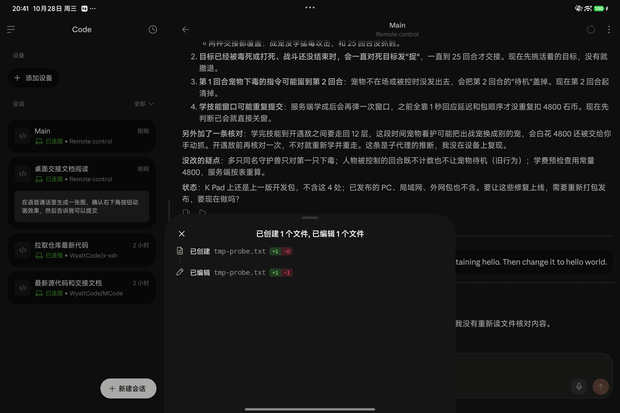 20:41 10月28日 周三
100
Code
设备
添加设备
会话
全部
Main
刚刚
已连接 • Remote control
桌面交接文档阅读
刚刚
已连接 • Remote control
在语音通话里生成一张图，确认右下角按钮动画效果，然后告诉我可以提交
拉取仓库最新代码
2 小时
已连接 • WyattCode/x-ssh
最新源代码和交接文档
2 小时
已连接 • WyattCode/MCode
新建会话
Main
Remote control
2. 目标已经被毒死或打死、战斗还没结束时，会一直对死目标发"捉"，一直到 25 回合才交接。现在先挑活着的目标，没有就
撤退。
3. 第 1 回合宠物下毒的指令可能留到第 2 回合：宠物不在场或被控时没发出去，会把第 2 回合的"待机"盖掉。现在第 2 回合会起
清掉。
4. 学技能窗口可能重复提交：服务端学成后会再弹一次窗口，之前全靠 1 秒回应延迟和包顺序才没重复扣 4800 石币。现在先
判断已会就直接关窗。
另外加了一条核对：学完技能到开遇敌之间要走回 12 层，这段时间宠物看护可能把出战宠换成别的宠，会白花 4800 还被交给你
手动抓。开遇敌前再核对一次，不对就重新学并重走。这条是子代理的推断，我没在设备上复现。
没改的疑点：多只同名守护兽只对第一只下毒；人物被控制的回合既不计数也不让宠物待机（旧行为）；学费预检查用常量
4800，服务端按表重算。
状态：K Pad 上还是上一版开发包，不含这 4 处；已发布的 PC、局域网、外网包也不含。要让这些修复上线，需要重新打包发
布，要现在做吗？
已创建 1 个文件, 已编辑 1 个文件
已创建 tmp-probe.txt +1 -0
已编辑 tmp-probe.txt +1 -1
taining hello. Then change it to hello world.
我没有重新读文件核对内容。